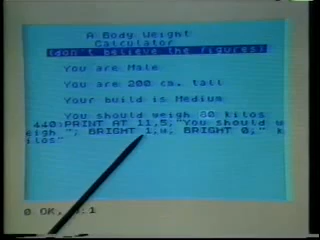 A Body Weight
Calculator
(don't believe the figures)
You are Male
You are 200 cm. tall
Your build is Medium
You should weigh 80 kilos
440>PRINT AT 11,5;"You should w
eigh "; BRIGHT 1;w; BRIGHT 0;" k
ilos"
0 OK, 0:1